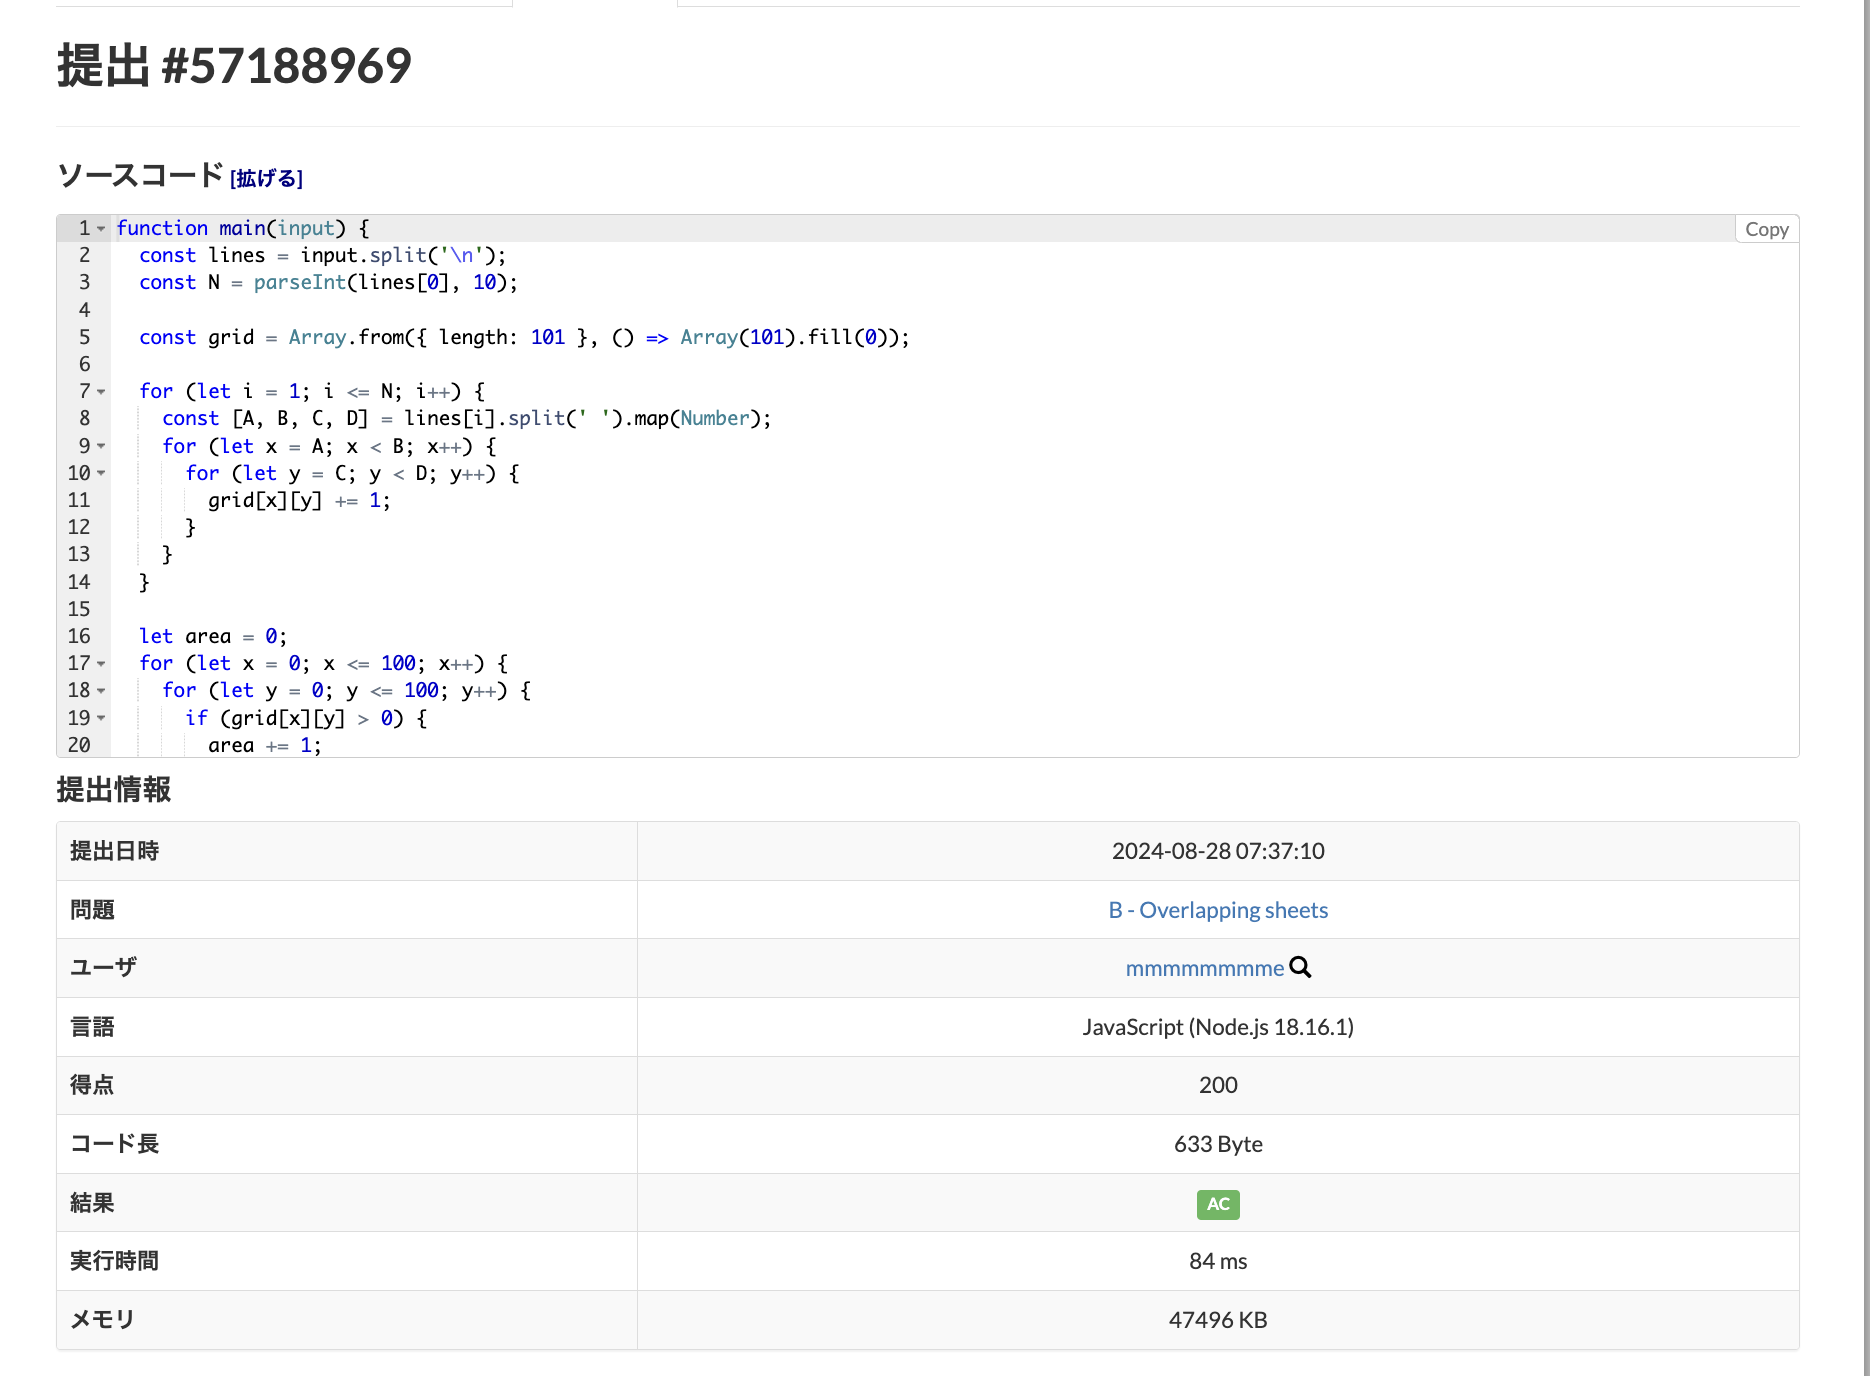 提出 #57188969
ソースコード [拡げる]
Copy
1 function main(input) {
2 const lines = input.split('\n');
3 const N = parseInt(lines[0], 10);
4
5 const grid = Array.from({ length: 101 }, () => Array(101).fill(0));
6
7 for (let i = 1; i <= N; i++) {
8 const [A, B, C, D] = lines[i].split(' ').map(Number);
9 for (let x = A; x < B; x++) {
10 for (let y = C; y < D; y++) {
11 grid[x][y] += 1;
12 }
13 }
14 }
15
16 let area = 0;
17 for (let x = 0; x <= 100; x++) {
18 for (let y = 0; y <= 100; y++) {
19 if (grid[x][y] > 0) {
20 area += 1;
提出情報
提出日時 2024-08-28 07:37:10
問題 B - Overlapping sheets
ユーザ mmmmmmmme
言語 JavaScript (Node.js 18.16.1)
得点 200
コード長 633 Byte
結果 AC
実行時間 84 ms
メモリ 47496 KB